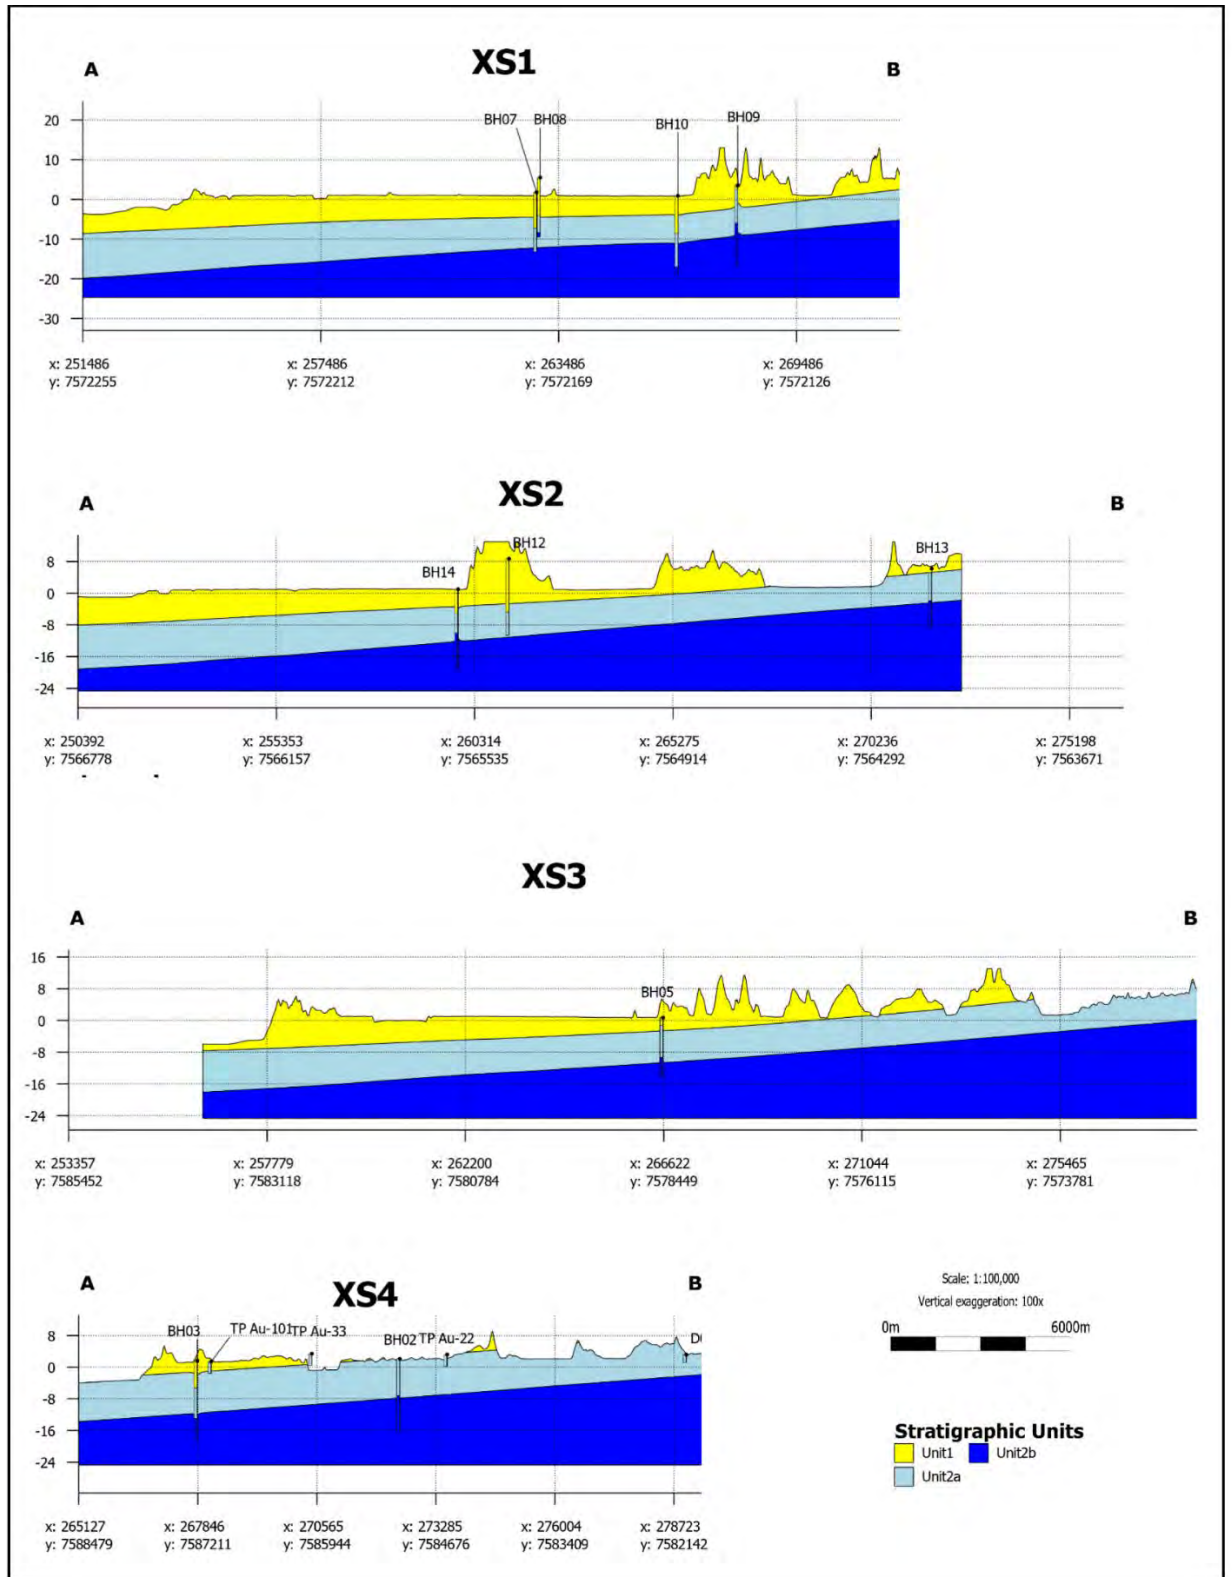 XS1
A
B
BH07
BH08
BH10
BH09
20
10
0
-10
-20
-30
x: 251486
y: 7572255
x: 257486
y: 7572212
x: 263486
y: 7572169
x: 269486
y: 7572126
XS2
A
B
BH14
BH12
BH13
8
0
-8
-16
-24
x: 250392
y: 7566778
x: 255353
y: 7566157
x: 260314
y: 7565535
x: 265275
y: 7564914
x: 270236
y: 7564292
x: 275198
y: 7563671
XS3
A
B
BH05
16
8
0
-8
-16
-24
x: 253357
y: 7585452
x: 257779
y: 7583118
x: 262200
y: 7580784
x: 266622
y: 7578449
x: 271044
y: 7576115
x: 275465
y: 7573781
XS4
A
B
BH03
TP Au-101
TP Au-33
BH02
TP Au-22
8
0
-8
-16
-24
x: 265127
y: 7588479
x: 267846
y: 7587211
x: 270565
y: 7585944
x: 273285
y: 7584676
x: 276004
y: 7583409
x: 278723
y: 7582142
Scale: 1:100,000
Vertical exaggeration: 100x
0m
6000m
Stratigraphic Units
Unit1
Unit2b
Unit2a